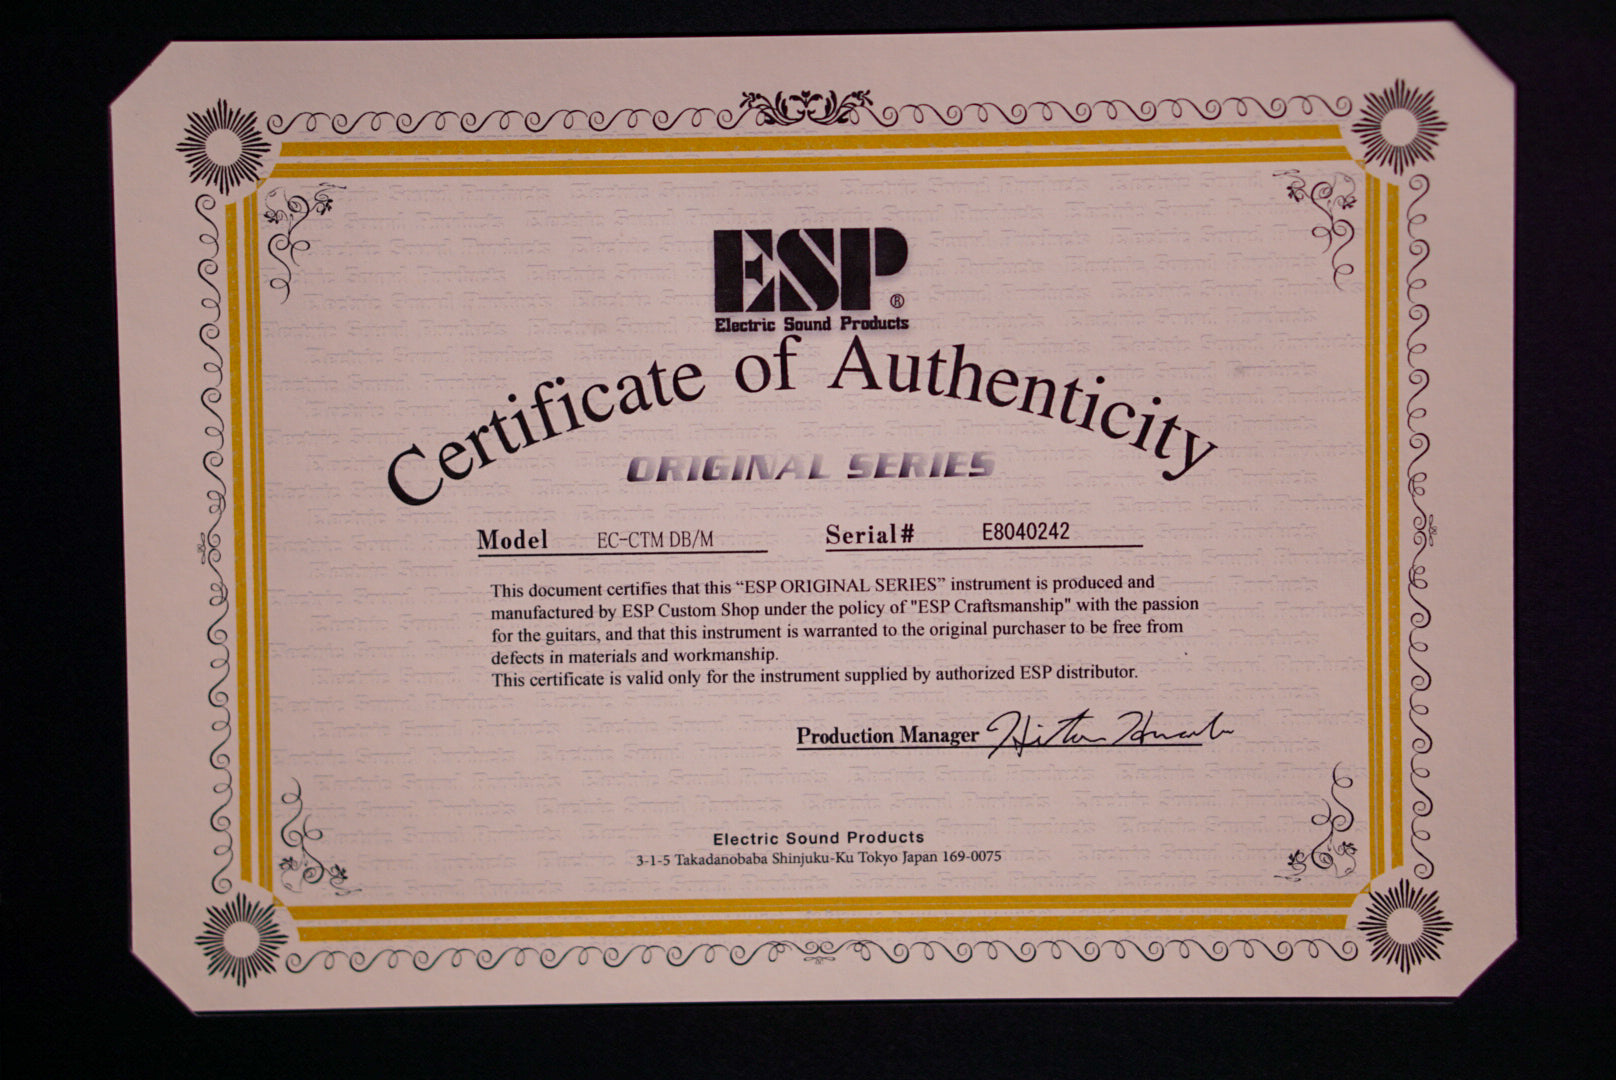 ESP®
Electric Sound Products
Certificate of Authenticity
ORIGINAL SERIES
Model EC-CTM DB/M Serial# E8040242
This document certifies that this “ESP ORIGINAL SERIES” instrument is produced and
manufactured by ESP Custom Shop under the policy of "ESP Craftsmanship" with the passion
for the guitars, and that this instrument is warranted to the original purchaser to be free from
defects in materials and workmanship.
This certificate is valid only for the instrument supplied by authorized ESP distributor.
Production Manager
Electric Sound Products
3-1-5 Takadanobaba Shinjuku-Ku Tokyo Japan 169-0075